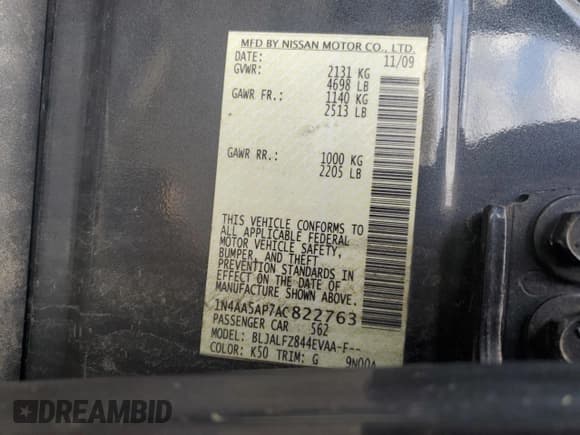 MFD BY NISSAN MOTOR CO., LTD.
DATE: 11/09
GVWR: 2131 KG
4698 LB
GAWR FR.: 1140 KG
2513 LB
GAWR RR.: 1000 KG
2205 LB
THIS VEHICLE CONFORMS TO
ALL APPLICABLE FEDERAL
MOTOR VEHICLE SAFETY,
BUMPER, AND THEFT
PREVENTION STANDARDS IN
EFFECT ON THE DATE OF
MANUFACTURE SHOWN ABOVE.
1N4AA5AP7AC822763
PASSENGER CAR 562
MODEL: BLJALFZ844EVAA-F--
COLOR: K50 TRIM: G 9N00A
DREAMBID